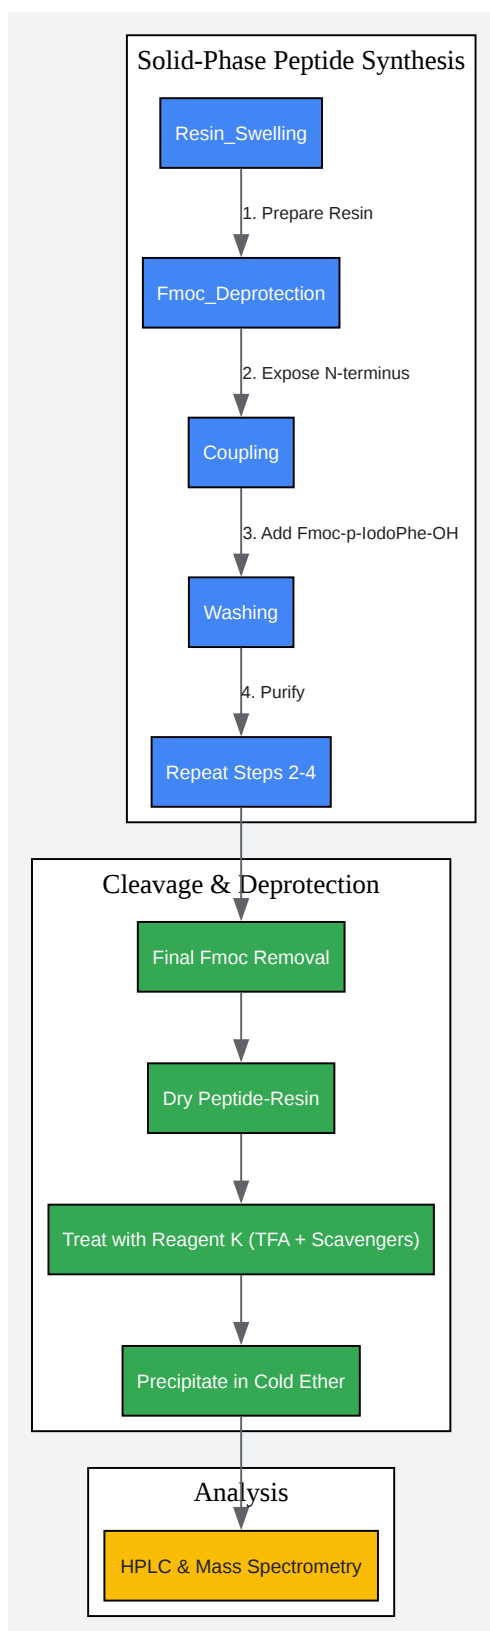 Solid-Phase Peptide Synthesis
Resin_Swelling
1. Prepare Resin
Fmoc_Deprotection
2. Expose N-terminus
Coupling
3. Add Fmoc-p-IodoPhe-OH
Washing
4. Purify
Repeat Steps 2-4
Cleavage & Deprotection
Final Fmoc Removal
Dry Peptide-Resin
Treat with Reagent K (TFA + Scavengers)
Precipitate in Cold Ether
Analysis
HPLC & Mass Spectrometry